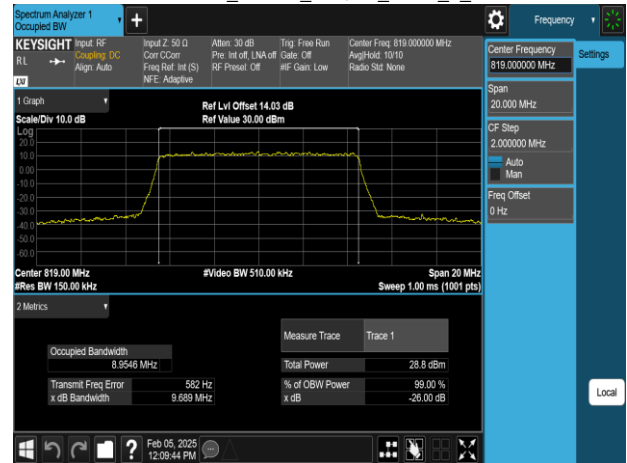 Spectrum Analyzer 1
Occupied BW
Frequency
KEYSIGHT
RL
LXI
Input: RF
Coupling: DC
Align: Auto
Input Z: 50 Ω
Corr CCorr
Freq Ref: Int (S)
NFE: Adaptive
Atten: 30 dB
Pre: Int off, LNA off
RF Presel: Off
Trig: Free Run
Gate: Off
#IF Gain: Low
Center Freq: 819.000000 MHz
Avg|Hold: 10/10
Radio Std: None
Center Frequency
819.000000 MHz
Settings
Span
20.000 MHz
CF Step
2.000000 MHz
Auto
Man
Freq Offset
0 Hz
Local
1 Graph
Scale/Div 10.0 dB
Ref Lvl Offset 14.03 dB
Ref Value 30.00 dBm
Log
20.0
10.0
0.00
-10.0
-20.0
-30.0
-40.0
-50.0
-60.0
Center 819.00 MHz
#Video BW 510.00 kHz
Span 20 MHz
#Res BW 150.00 kHz
Sweep 1.00 ms (1001 pts)
2 Metrics
Measure Trace
Trace 1
Occupied Bandwidth
8.9546 MHz
Total Power
28.8 dBm
Transmit Freq Error
582 Hz
% of OBW Power
99.00 %
x dB Bandwidth
9.689 MHz
x dB
-26.00 dB
?
Feb 05, 2025
12:09:44 PM